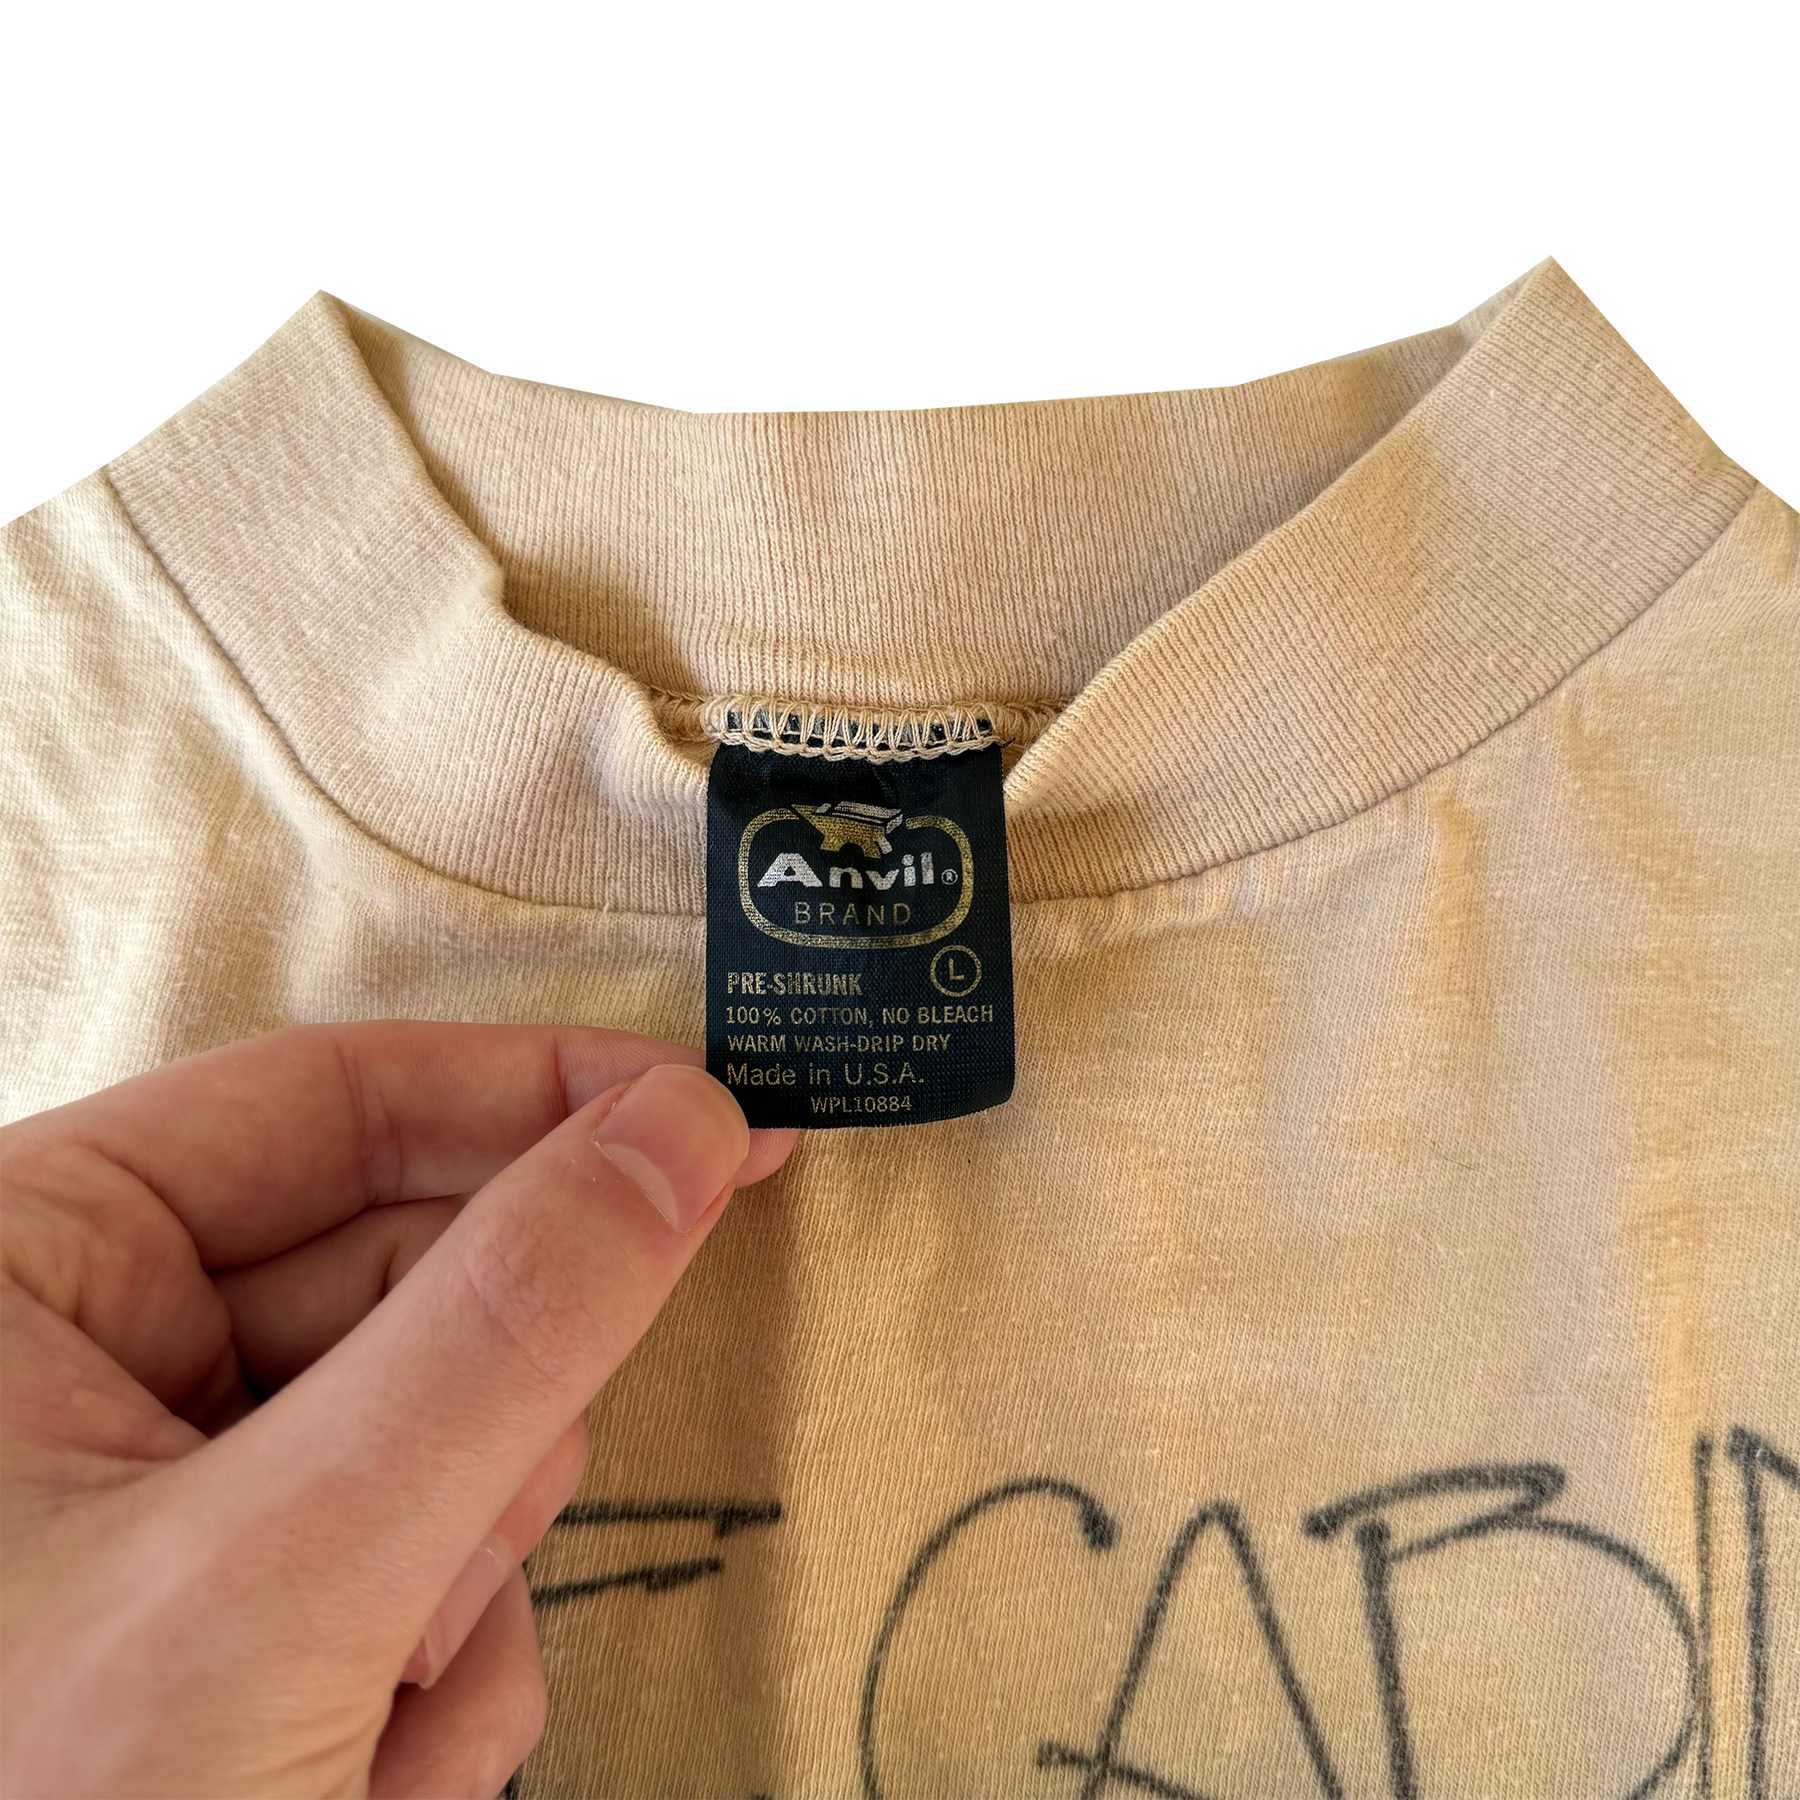 Anvil®
BRAND
L
PRE-SHRUNK
100% COTTON, NO BLEACH
WARM WASH-DRIP DRY
Made in U.S.A.
WPL10884